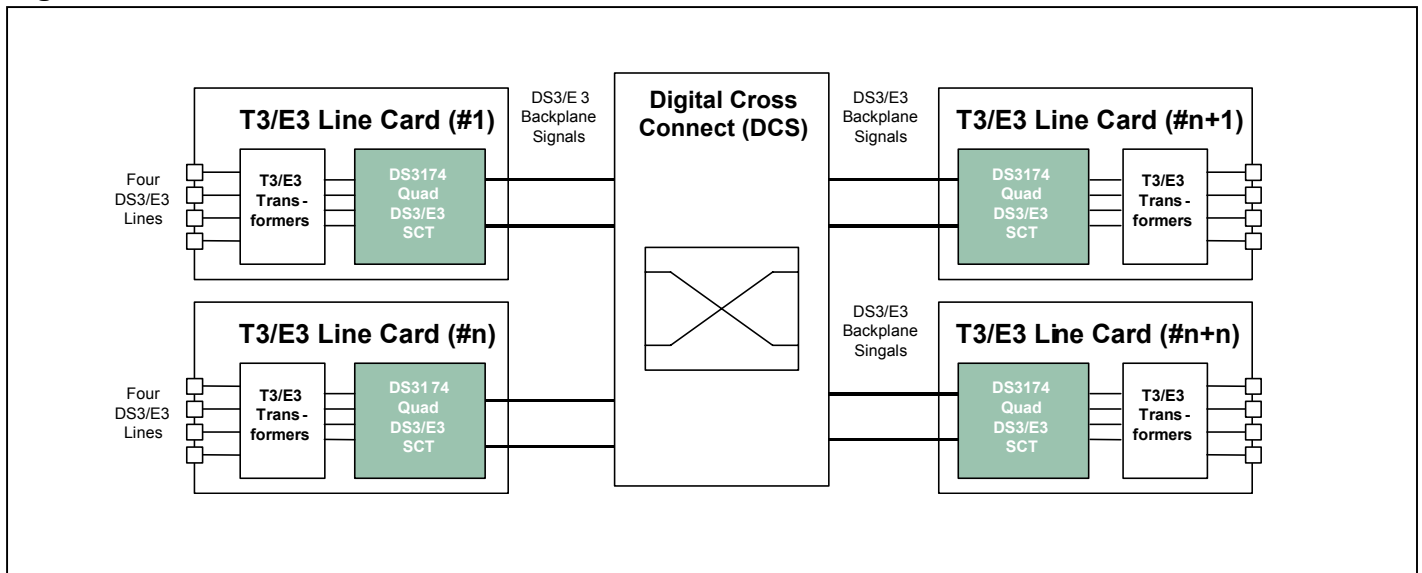 T3/E3 Line Card (#1)
Four
DS3/E3
Lines
T3/E3
Trans -
formers
DS3174
Quad
DS3/E3
SCT
DS3/E 3
Backplane
Signals
Digital Cross
Connect (DCS)
DS3/E3
Backplane
Signals
T3/E3 Line Card (#n+1)
DS3174
Quad
DS3/E3
SCT
T3/E3
Trans -
formers
T3/E3 Line Card (#n)
Four
DS3/E3
Lines
T3/E3
Trans -
formers
DS3174
Quad
DS3/E3
SCT
DS3/E3
Backplane
Singals
T3/E3 Line Card (#n+n)
DS3174
Quad
DS3/E3
SCT
T3/E3
Trans -
formers